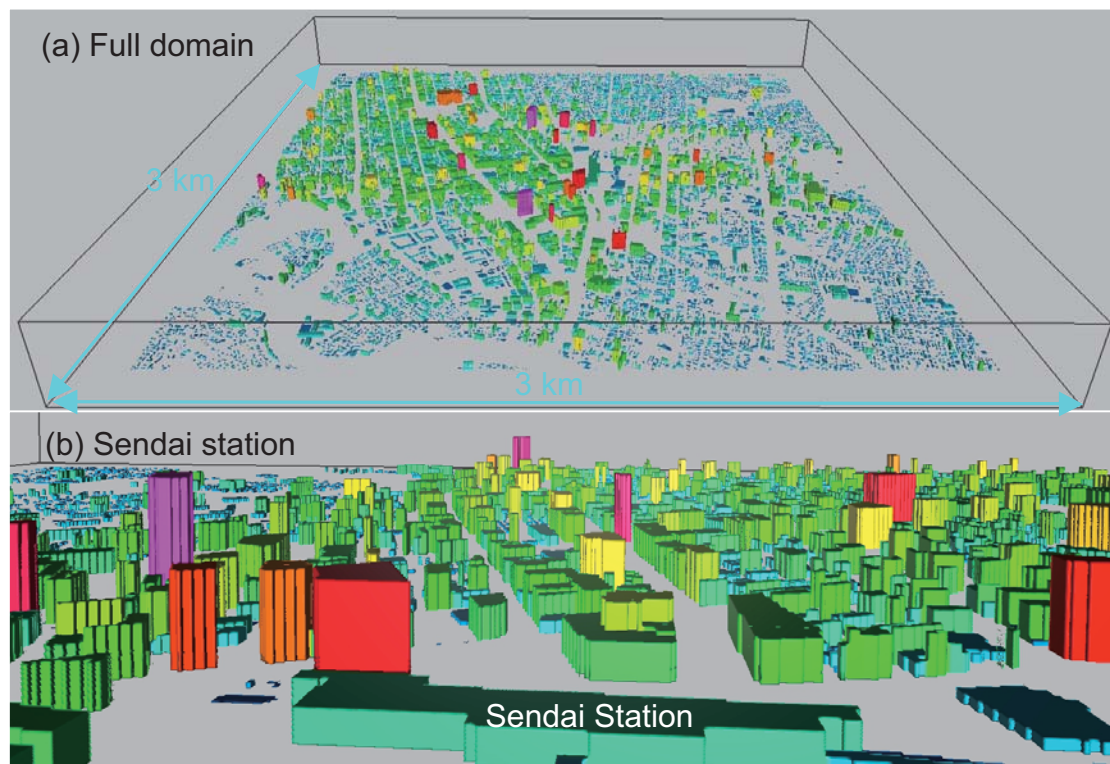 (a) Full domain
3 km
3 km
(b) Sendai station
Sendai Station